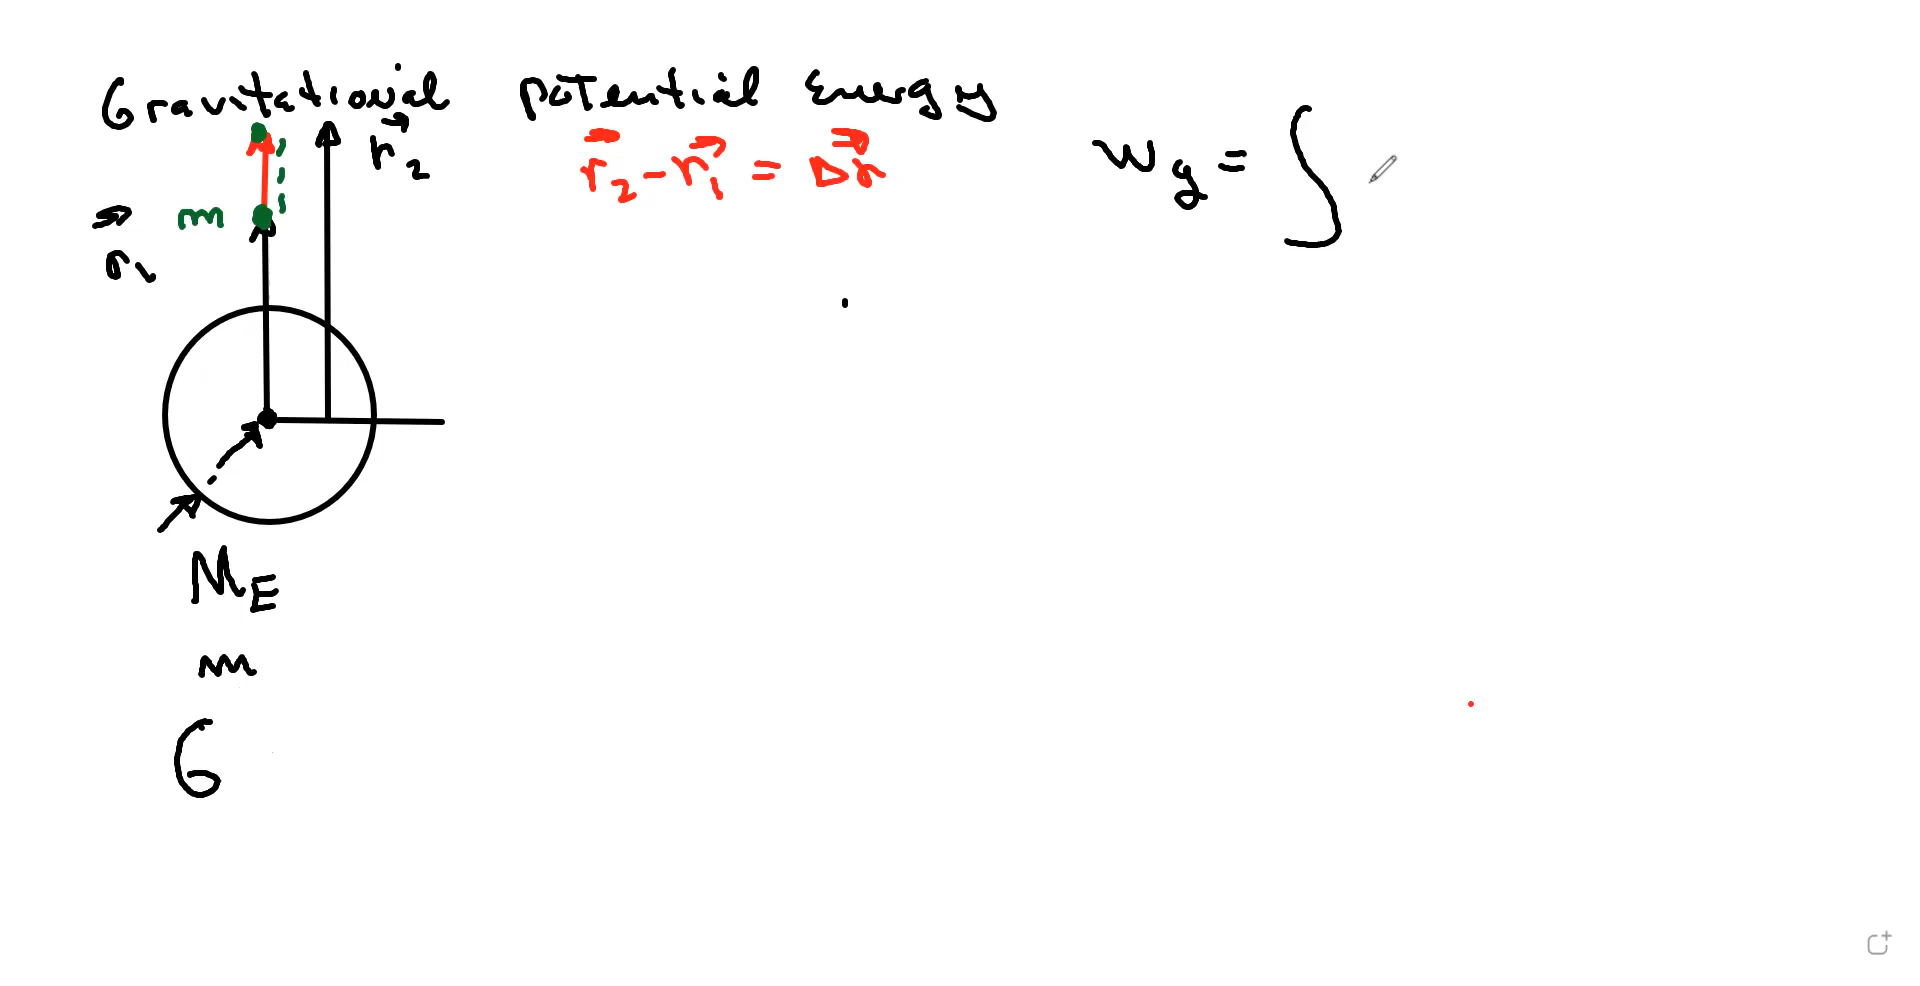 Gravitational potential Energy
r⃗₂
r⃗₂ - r⃗₁ = Δr⃗
W_g = ∫
r⃗₁ m
M_E
m
G